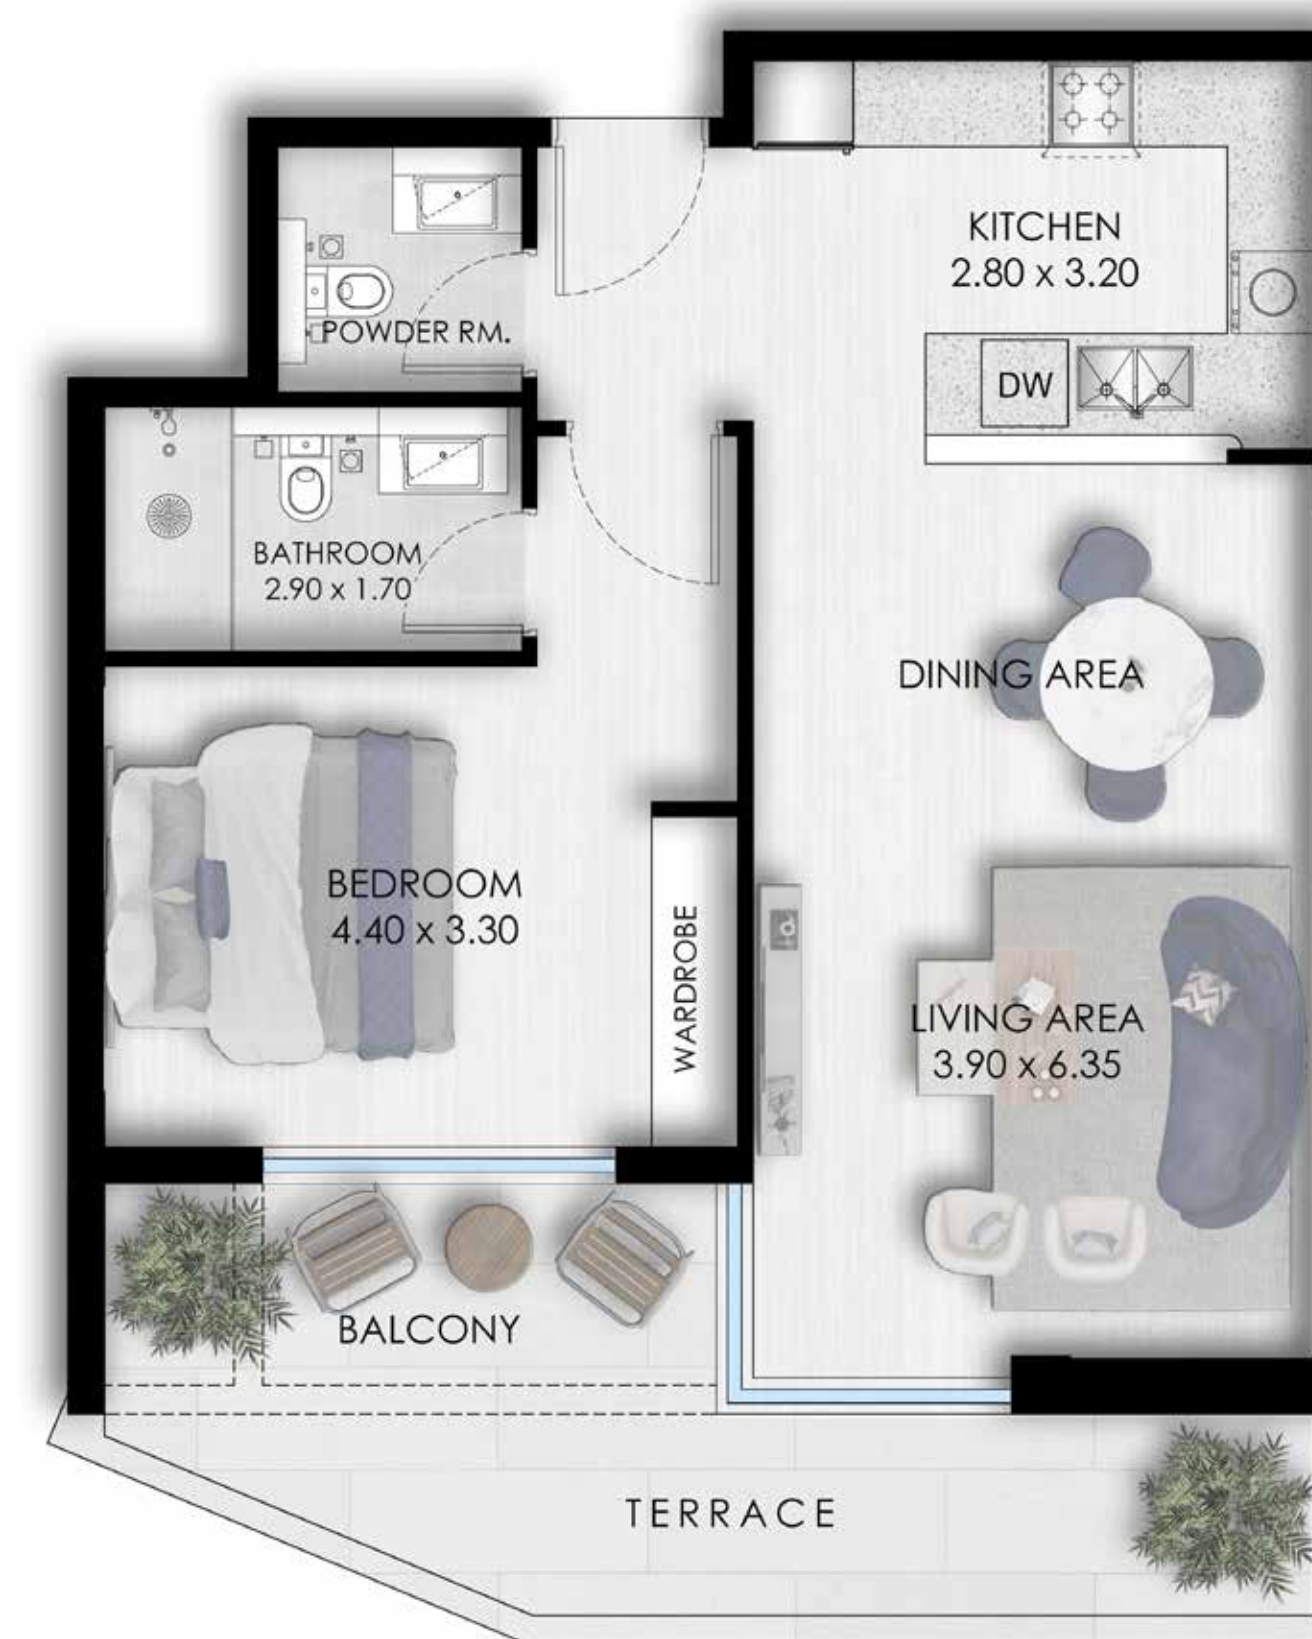 KITCHEN
2.80 x 3.20
POWDER RM.
DW
BATHROOM
2.90 x 1.70
DINING AREA
BEDROOM
4.40 x 3.30
WARDROBE
LIVING AREA
3.90 x 6.35
BALCONY
TERRACE